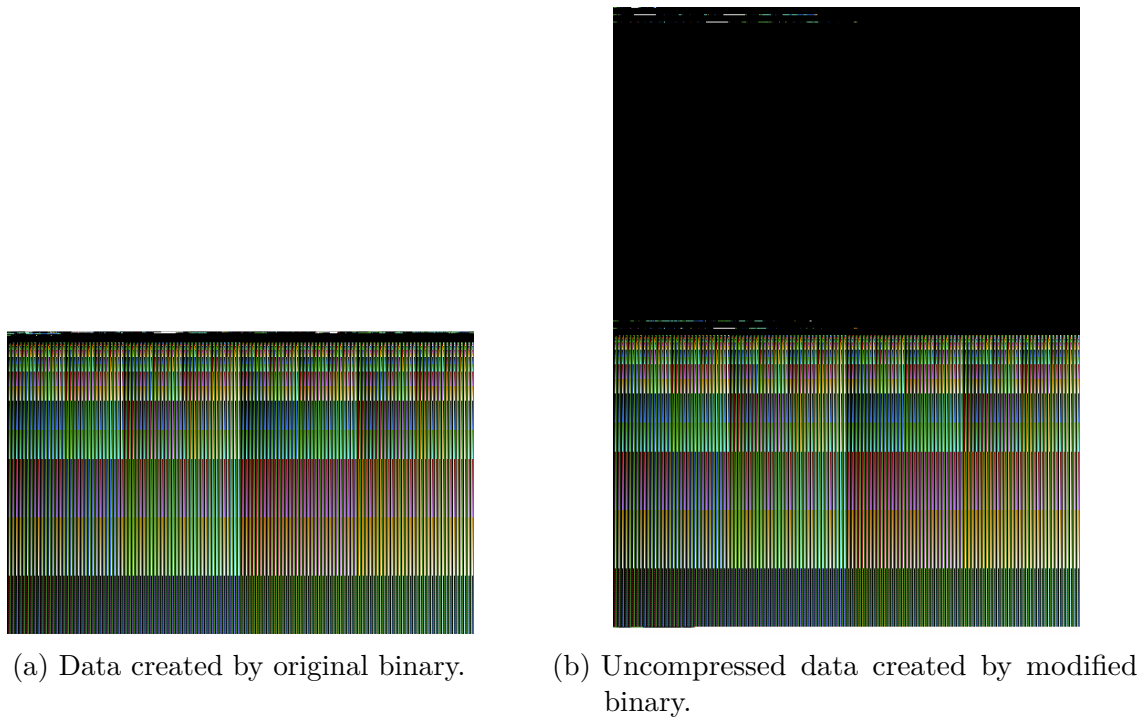 (a) Data created by original binary.
(b) Uncompressed data created by modified
binary.